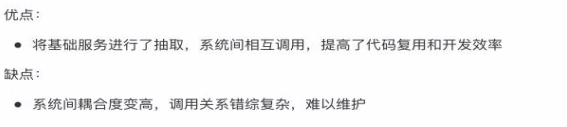 优点：
• 将基础服务进行了抽取，系统间相互调用，提高了代码复用和开发效率
缺点：
• 系统间耦合度变高，调用关系错综复杂，难以维护